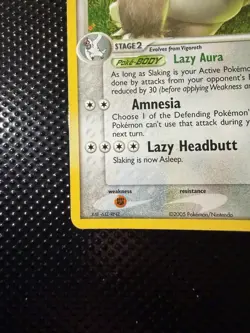 STAGE 2 Evolves from Vigoroth
Poké-BODY Lazy Aura
As long as Slaking is your Active Pokémo
done by attacks from your opponent's
reduced by 30 (before applying Weakness a
Amnesia
Choose 1 of the Defending Pokémon'
Pokémon can't use that attack during
next turn.
Lazy Headbutt
Slaking is now Asleep.
weakness resistance
©2005 Pokémon/Nintendo